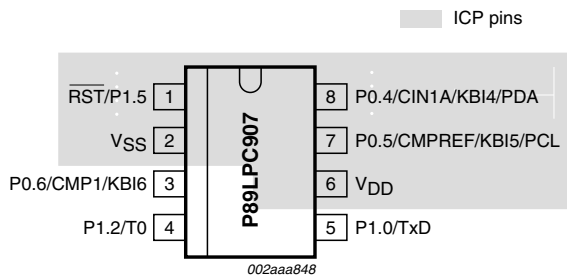 ICP pins
RST/P1.5 1
8 P0.4/CIN1A/KBI4/PDA
VSS 2
7 P0.5/CMPREF/KBI5/PCL
P0.6/CMP1/KBI6 3
6 VDD
P1.2/T0 4
5 P1.0/TxD
P89LPC907
002aaa848